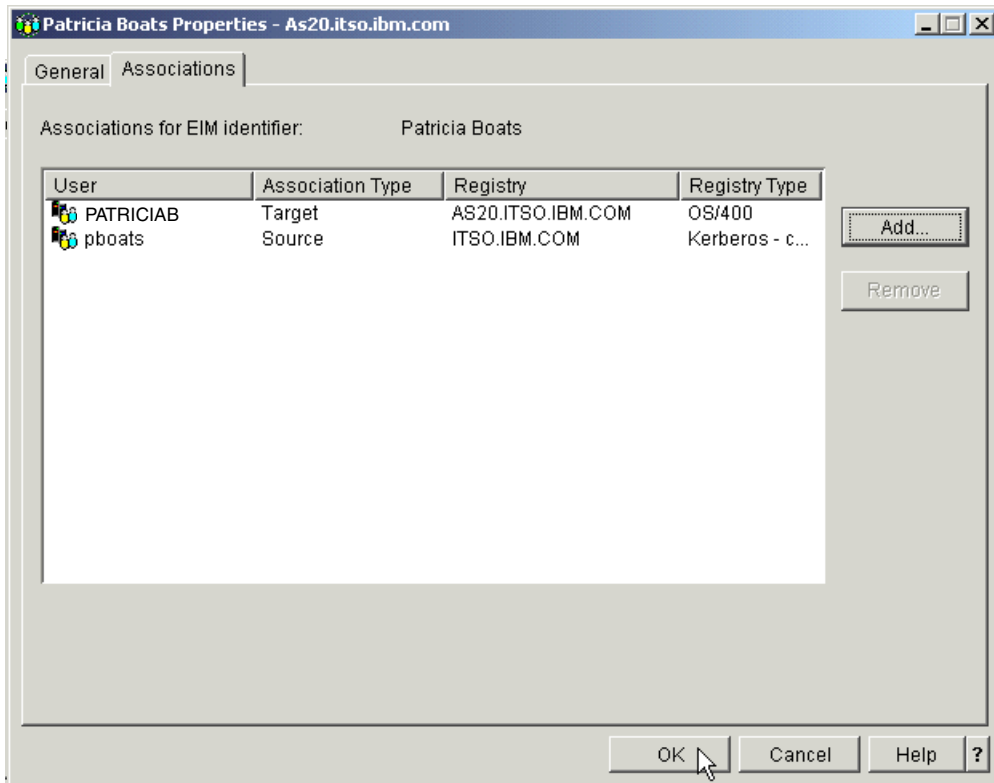 Patricia Boats Properties - As20.itso.ibm.com
General Associations
Associations for EIM identifier: Patricia Boats
User Association Type Registry Registry Type
PATRICIAB Target AS20.ITSO.IBM.COM OS/400
pboats Source ITSO.IBM.COM Kerberos - c...
Add...
Remove
OK Cancel Help ?